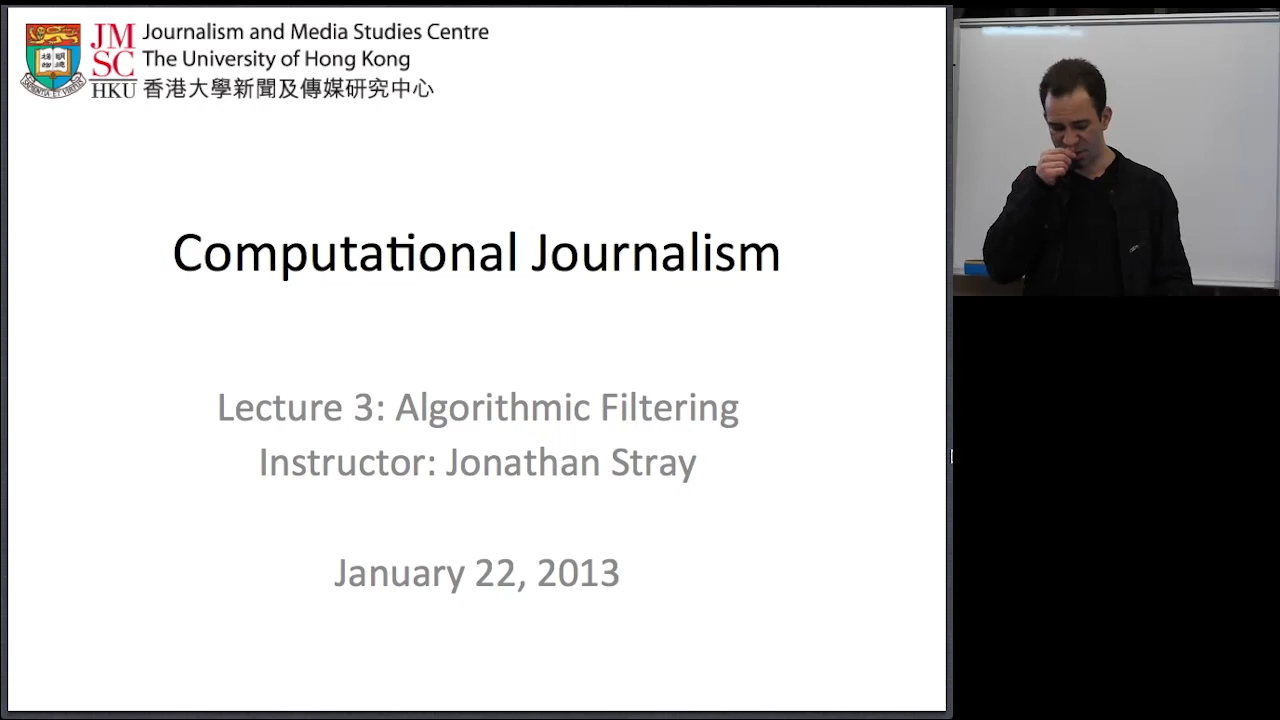 JM
SC
HKU
Journalism and Media Studies Centre
The University of Hong Kong
香港大學新聞及傳媒研究中心
Computational Journalism
Lecture 3: Algorithmic Filtering
Instructor: Jonathan Stray
January 22, 2013